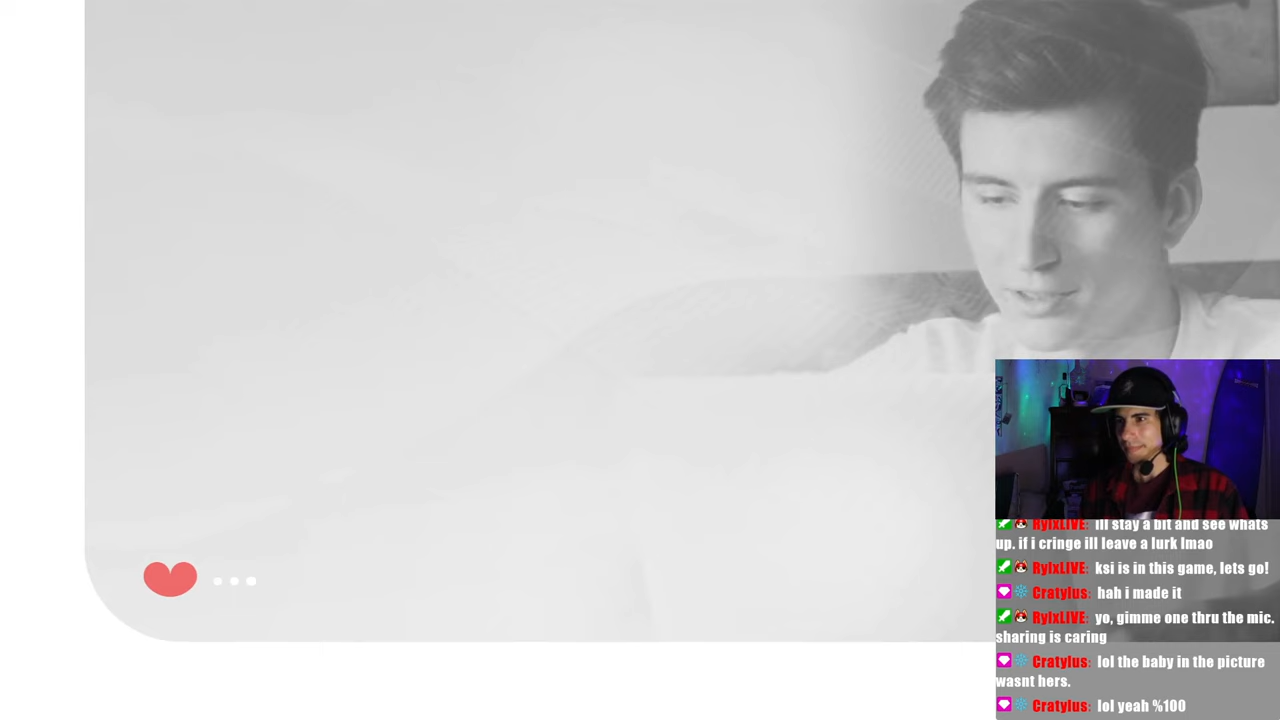 RylxLIVE: ill stay a bit and see whats
up. if i cringe ill leave a lurk lmao
RylxLIVE: ksi is in this game, lets go!
Cratylus: hah i made it
RylxLIVE: yo, gimme one thru the mic.
sharing is caring
Cratylus: lol the baby in the picture
wasnt hers.
Cratylus: lol yeah %100